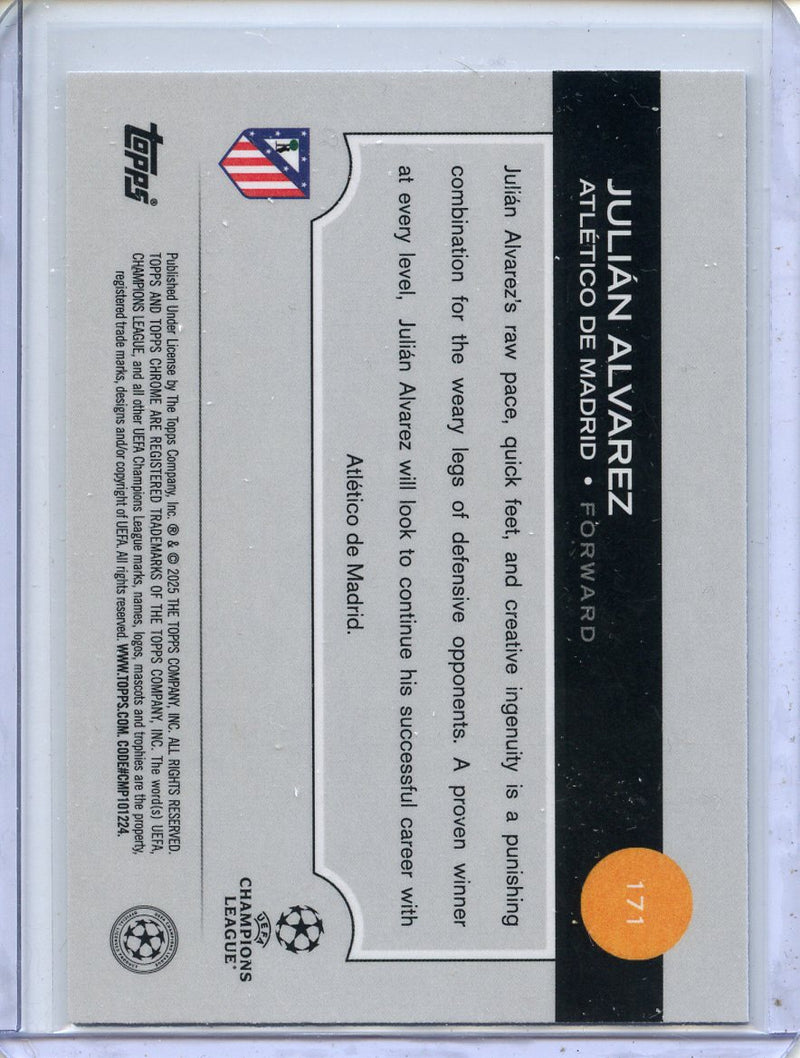 171
JULIÁN ALVAREZ
ATLÉTICO DE MADRID • FORWARD
Julián Alvarez's raw pace, quick feet, and creative ingenuity is a punishing
combination for the weary legs of defensive opponents. A proven winner
at every level, Julián Alvarez will look to continue his successful career with
Atlético de Madrid.
UEFA
CHAMPIONS
LEAGUE®
topps®
Published Under License by The Topps Company, Inc. ® & © 2025 THE TOPPS COMPANY, INC. ALL RIGHTS RESERVED.
TOPPS AND TOPPS CHROME ARE REGISTERED TRADEMARKS OF THE TOPPS COMPANY, INC. The word(s) UEFA,
CHAMPIONS LEAGUE, and all other UEFA Champions League marks, names, logos, mascots and trophies are the property,
registered trade marks, designs and/or copyright of UEFA. All rights reserved. WWW.TOPPS.COM. CODE#CMP101224.